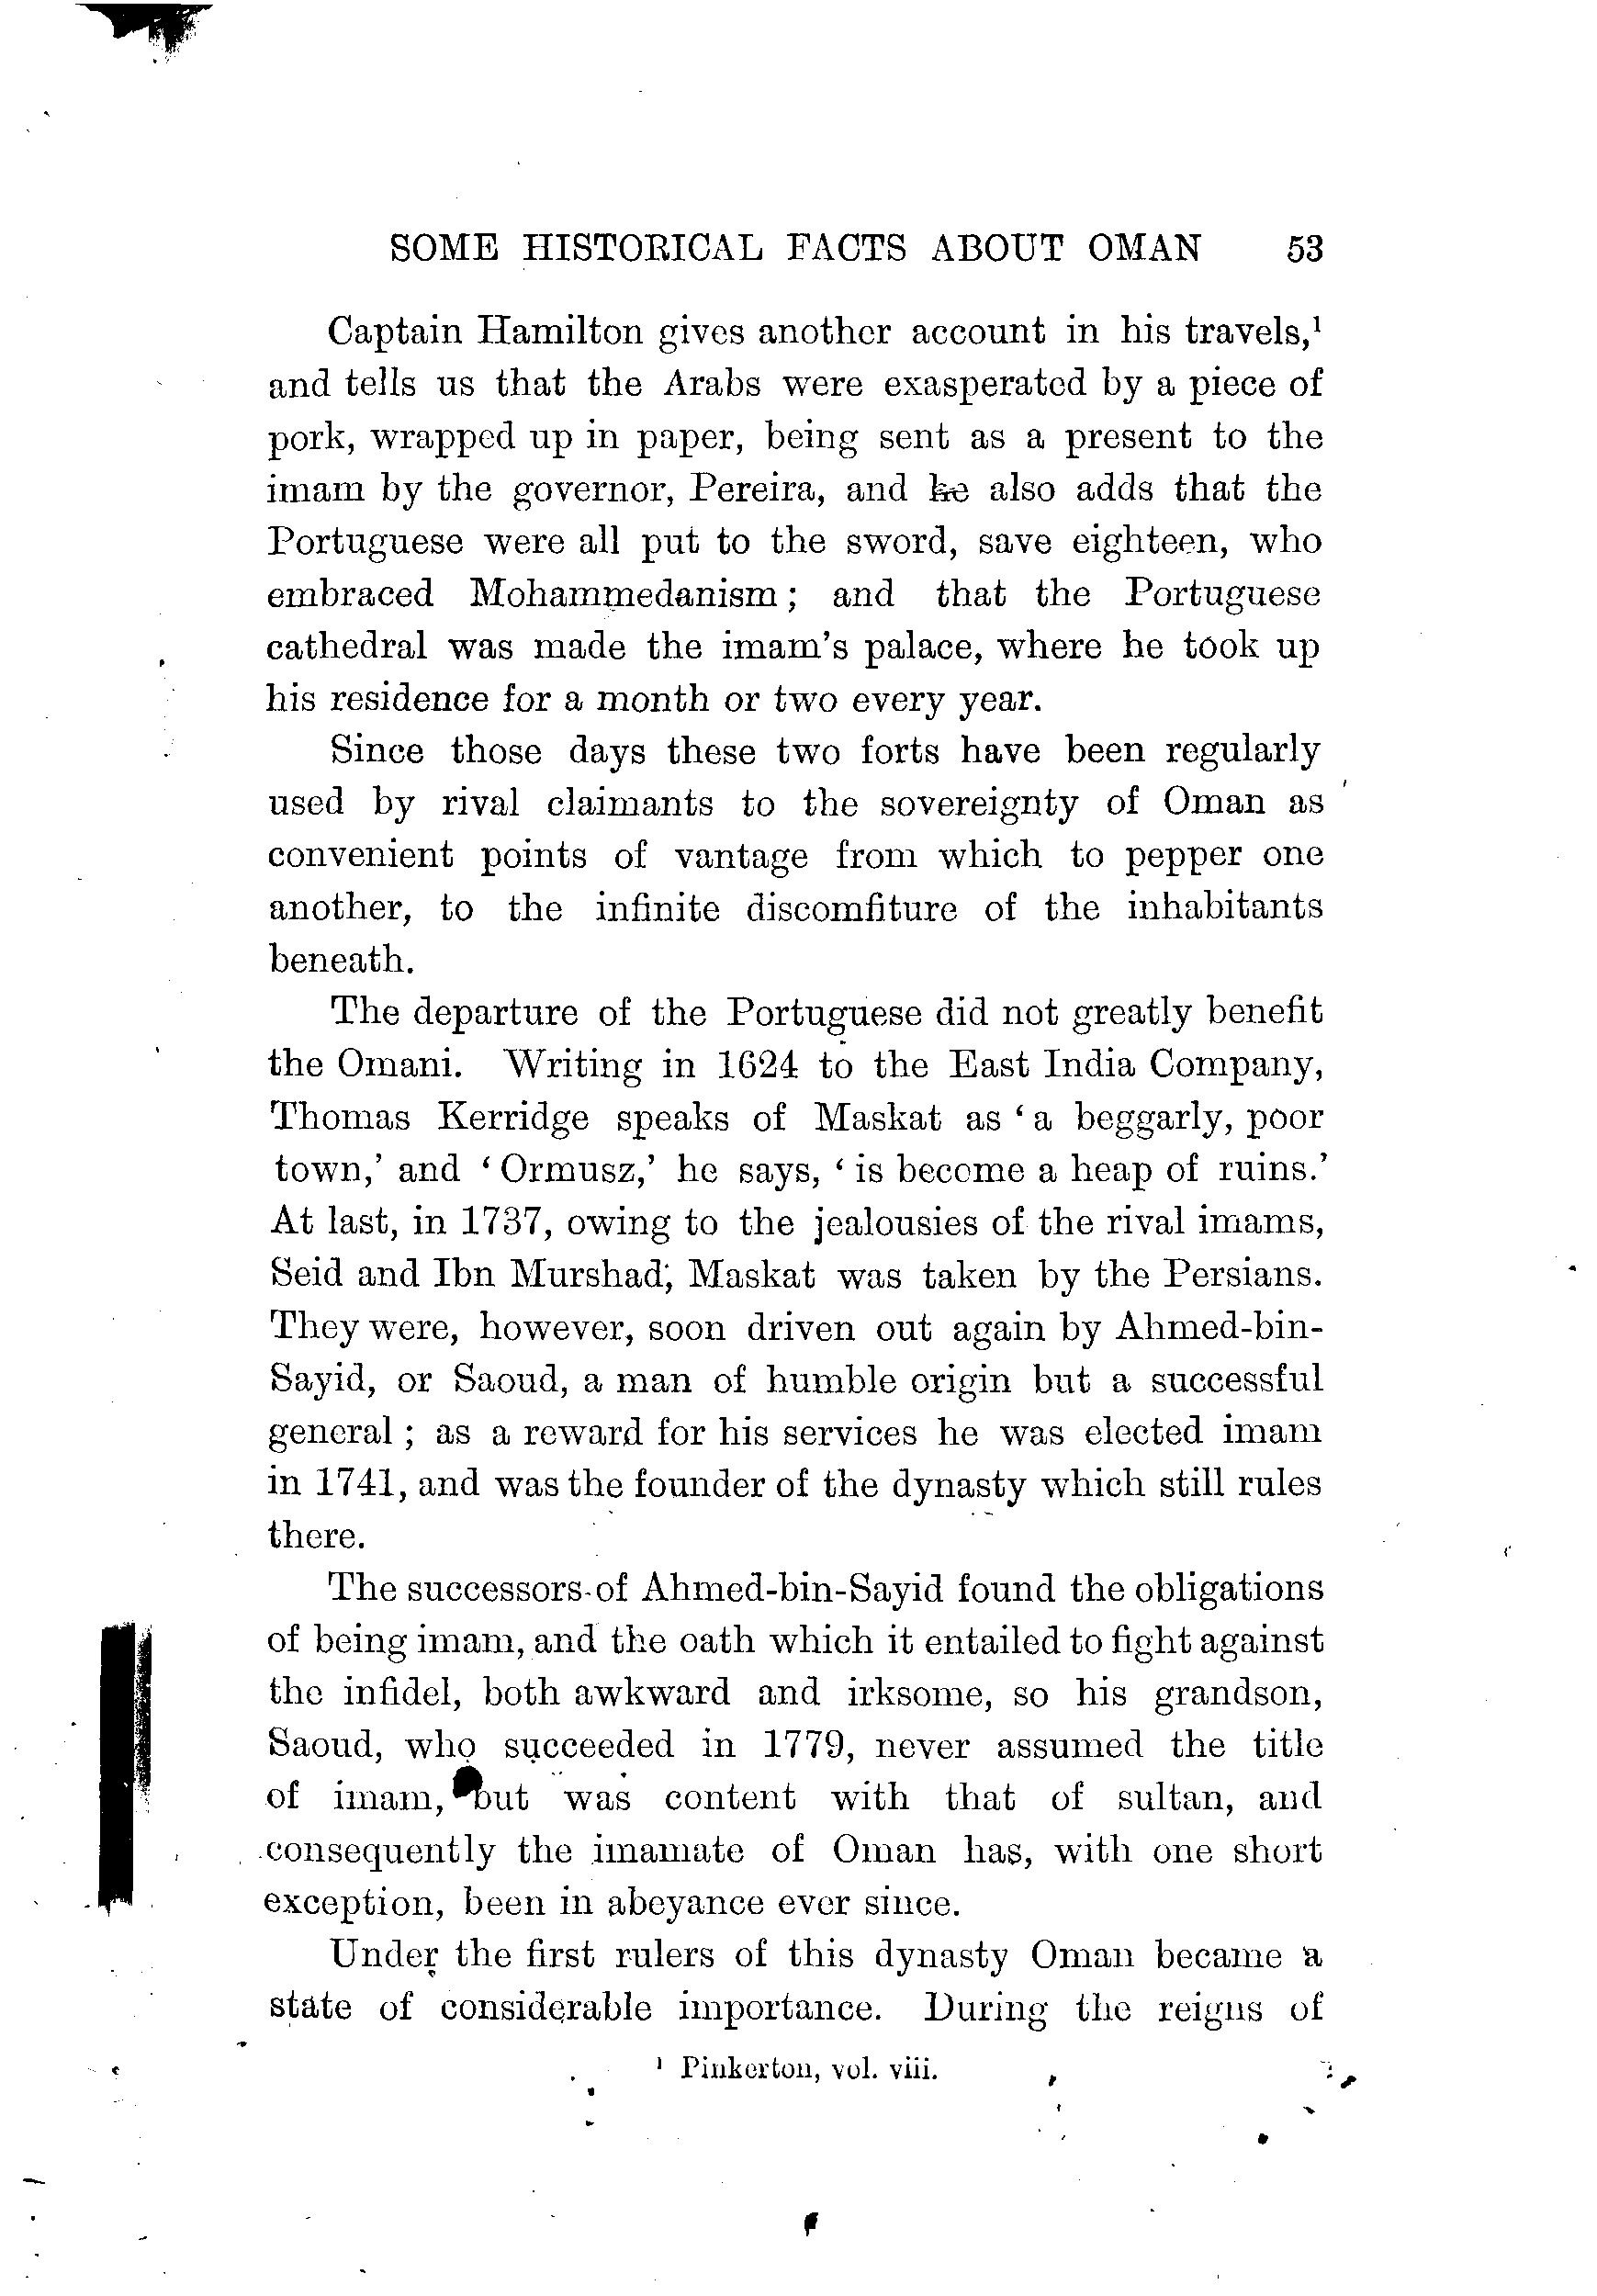 SOME HISTORICAL FACTS ABOUT OMAN 53
Captain Hamilton gives another account in his travels,¹
and tells us that the Arabs were exasperated by a piece of
pork, wrapped up in paper, being sent as a present to the
imam by the governor, Pereira, and he also adds that the
Portuguese were all put to the sword, save eighteen, who
embraced Mohammedanism; and that the Portuguese
cathedral was made the imam's palace, where he took up
his residence for a month or two every year.
Since those days these two forts have been regularly
used by rival claimants to the sovereignty of Oman as
convenient points of vantage from which to pepper one
another, to the infinite discomfiture of the inhabitants
beneath.
The departure of the Portuguese did not greatly benefit
the Omani. Writing in 1624 to the East India Company,
Thomas Kerridge speaks of Maskat as ‘a beggarly, poor
town,’ and ‘Ormusz,’ he says, ‘is become a heap of ruins.’
At last, in 1737, owing to the jealousies of the rival imams,
Seid and Ibn Murshad, Maskat was taken by the Persians.
They were, however, soon driven out again by Ahmed-bin-
Sayid, or Saoud, a man of humble origin but a successful
general; as a reward for his services he was elected imam
in 1741, and was the founder of the dynasty which still rules
there.
The successors of Ahmed-bin-Sayid found the obligations
of being imam, and the oath which it entailed to fight against
the infidel, both awkward and irksome, so his grandson,
Saoud, who succeeded in 1779, never assumed the title
of imam, but was content with that of sultan, and
consequently the imamate of Oman has, with one short
exception, been in abeyance ever since.
Under the first rulers of this dynasty Oman became a
state of considerable importance. During the reigns of
¹ Pinkerton, vol. viii.